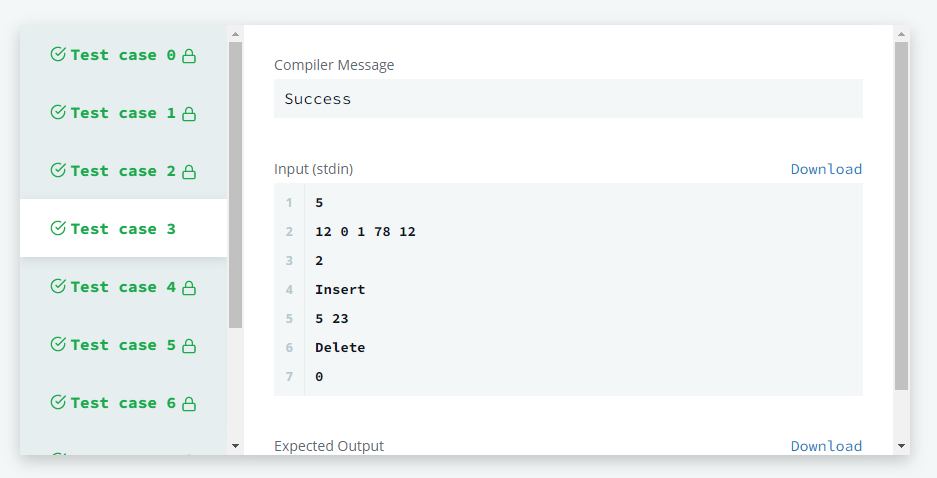 Test case 0
Test case 1
Test case 2
Test case 3
Test case 4
Test case 5
Test case 6
Compiler Message
Success
Input (stdin)
Download
1 5
2 12 0 1 78 12
3 2
4 Insert
5 5 23
6 Delete
7 0
Expected Output
Download